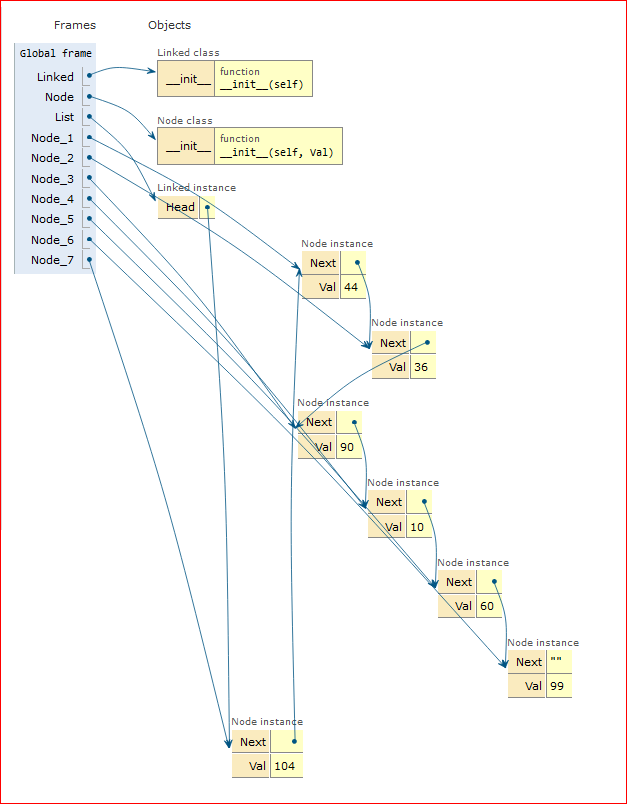 Frames Objects
Global frame
Linked
Node
List
Node_1
Node_2
Node_3
Node_4
Node_5
Node_6
Node_7
Linked class
__init__ function
__init__(self)
Node class
__init__ function
__init__(self, Val)
Linked instance
Head
Node instance
Next
Val 44
Node instance
Next
Val 36
Node instance
Next
Val 90
Node instance
Next
Val 10
Node instance
Next
Val 60
Node instance
Next ""
Val 99
Node instance
Next
Val 104